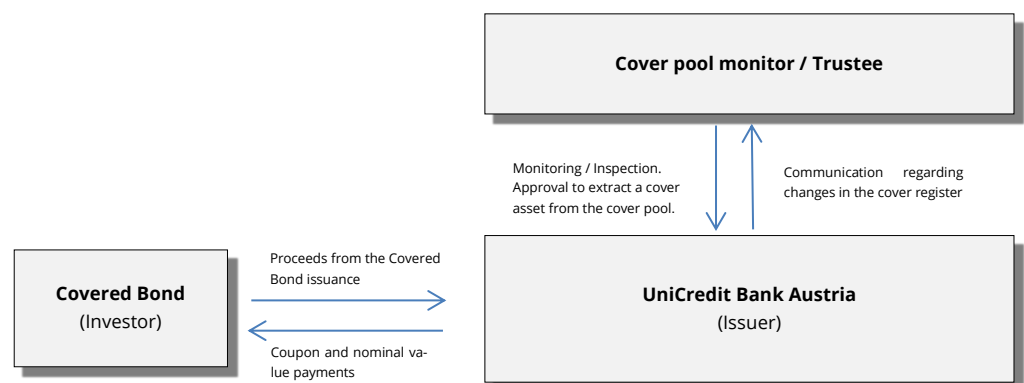 Cover pool monitor / Trustee
Monitoring / Inspection.
Approval to extract a cover
asset from the cover pool.
Communication regarding
changes in the cover register
Proceeds from the Covered
Bond issuance
Covered Bond
(Investor)
UniCredit Bank Austria
(Issuer)
Coupon and nominal va-
lue payments